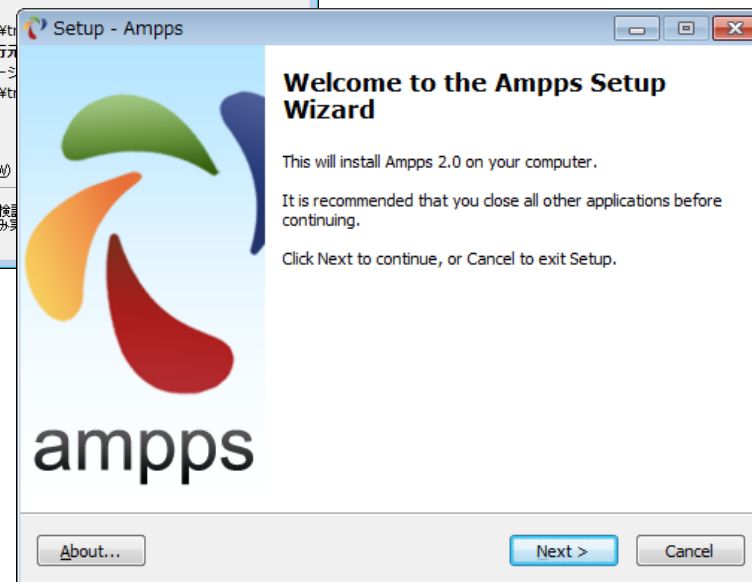 Setup - Ampps
Welcome to the Ampps Setup
Wizard
This will install Ampps 2.0 on your computer.
It is recommended that you close all other applications before
continuing.
Click Next to continue, or Cancel to exit Setup.
ampps
About...
Next >
Cancel